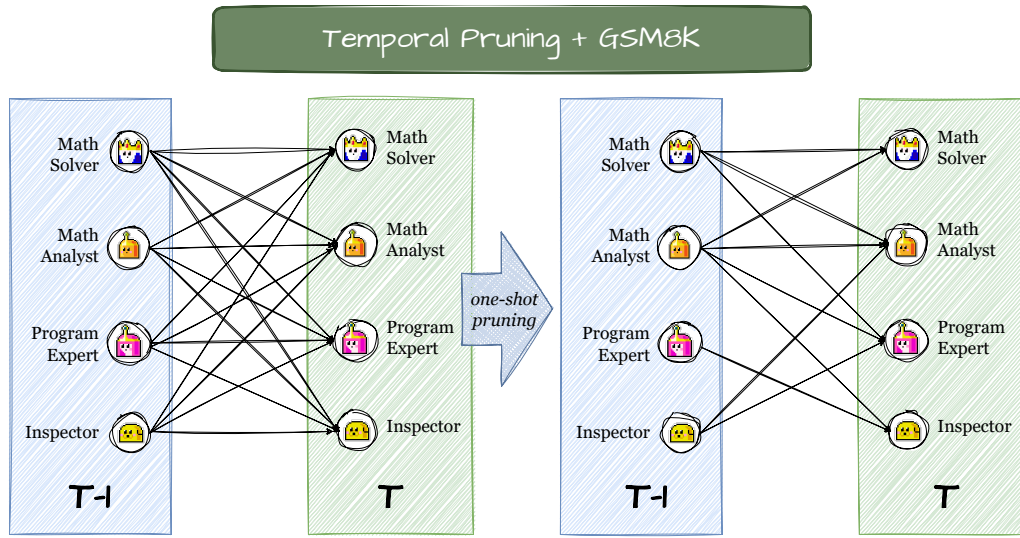 Temporal Pruning + GSM8K
Math
Solver
Math
Analyst
Program
Expert
Inspector
T-1
Math
Solver
Math
Analyst
Program
Expert
Inspector
T
one-shot
pruning
Math
Solver
Math
Analyst
Program
Expert
Inspector
T-1
Math
Solver
Math
Analyst
Program
Expert
Inspector
T